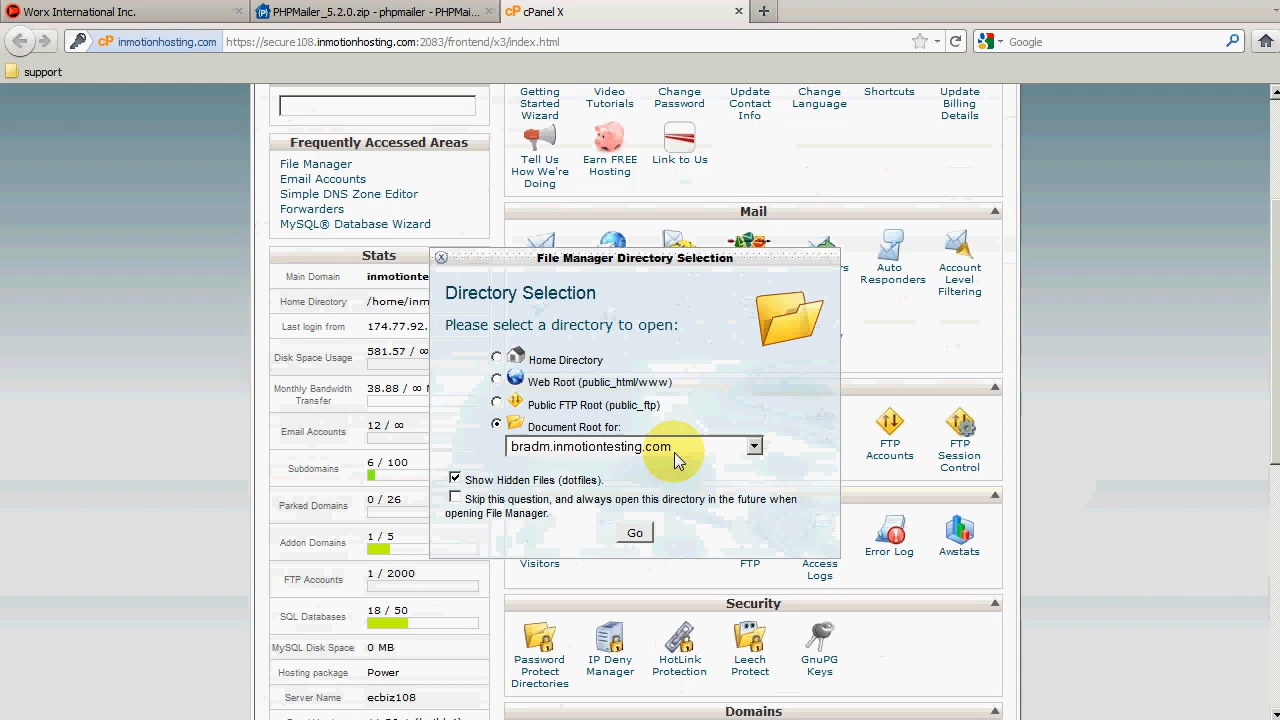 Worx International Inc.
PHPMailer_5.2.0.zip - phpmailer - PHPMai...
cP cPanel X
cP inmotionhosting.com
https://secure108.inmotionhosting.com:2083/frontend/x3/index.html
Google
support
Getting Started Wizard
Video Tutorials
Change Password
Update Contact Info
Change Language
Shortcuts
Update Billing Details
Tell Us How We're Doing
Earn FREE Hosting
Link to Us
Frequently Accessed Areas
File Manager
Email Accounts
Simple DNS Zone Editor
Forwarders
MySQL® Database Wizard
Mail
Auto Responders
Account Level Filtering
Stats
Main Domain inmotionte
Home Directory /home/inm
Last login from 174.77.92.
Disk Space Usage 581.57 / ∞
Monthly Bandwidth Transfer 38.88 / ∞
Email Accounts 12 / ∞
Subdomains 6 / 100
Parked Domains 0 / 26
Addon Domains 1 / 5
FTP Accounts 1 / 2000
SQL Databases 18 / 50
MySQL Disk Space 0 MB
Hosting package Power
Server Name ecbiz108
File Manager Directory Selection
Directory Selection
Please select a directory to open:
Home Directory
Web Root (public_html/www)
Public FTP Root (public_ftp)
Document Root for:
bradm.inmotiontesting.com
Show Hidden Files (dotfiles).
Skip this question, and always open this directory in the future when
opening File Manager.
Go
FTP Accounts
FTP Session Control
Error Log
Awstats
Visitors
FTP
Access Logs
Security
Password Protect Directories
IP Deny Manager
HotLink Protection
Leech Protect
GnuPG Keys
Domains